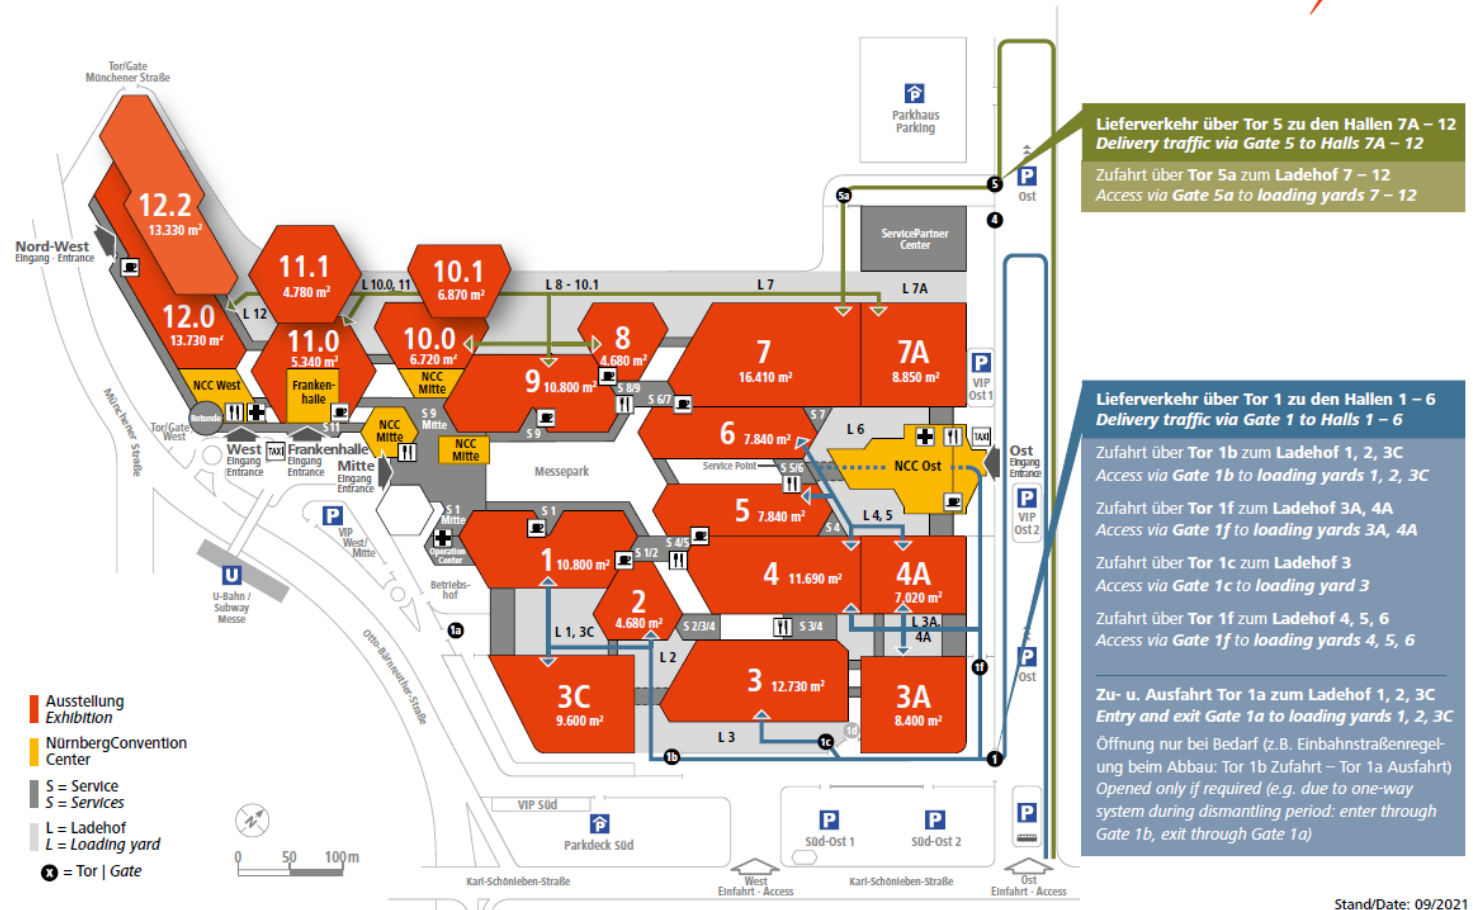 Tor/Gate
Münchener Straße
P
Parkhaus
Parking
12.2
13.330 m²
Nord-West
Eingang · Entrance
12.0
13.730 m²
L 12
11.1
4.780 m²
11.0
5.340 m²
Franken-
halle
L 10.0, 11
10.1
6.870 m²
10.0
6.720 m²
L 8 - 10.1
L 7
L 7A
ServicePartner
Center
5a
5
4
P
Ost
8
4.680 m²
9 10.800 m²
7
16.410 m²
7A
8.850 m²
P
VIP
Ost 1
NCC West
NCC
Mitte
Rotunde
S11
Tor/Gate
West
Münchener Straße
West
Eingang
Entrance
TAXI
Frankenhalle
Eingang
Entrance
Mitte
Eingang
Entrance
NCC
Mitte
S 9
Mitte
NCC
Mitte
S 9
S 8/9
S 6/7
S 7
6 7.840 m²
L 6
Service Point
S 5/6
NCC Ost
TAXI
Ost
Eingang
Entrance
Messepark
5 7.840 m²
S 4
L 4, 5
P
VIP
Ost 2
P
VIP
West/
Mitte
S 1
Mitte
S 1
Operation
Center
Betriebs-
hof
U
U-Bahn /
Subway
Messe
1 10.800 m²
S 1/2
S 4/5
2
4.680 m²
4 11.690 m²
4A
7.020 m²
1a
L 1, 3C
S 2/3/4
S 3/4
L 3A,
4A
L 2
Otto-Bärnreuther-Straße
3C
9.600 m²
3 12.730 m²
3A
8.400 m²
1f
P
Ost
L 3
1b
1c
1d
1
VIP Süd
P
Parkdeck Süd
P
Süd-Ost 1
P
Süd-Ost 2
P
Karl-Schönleben-Straße
West
Einfahrt - Access
Karl-Schönleben-Straße
Ost
Einfahrt - Access
Ausstellung
Exhibition
NürnbergConvention
Center
S = Service
S = Services
L = Ladehof
L = Loading yard
x = Tor | Gate
N
0 50 100m
Lieferverkehr über Tor 5 zu den Hallen 7A – 12
Delivery traffic via Gate 5 to Halls 7A – 12
Zufahrt über Tor 5a zum Ladehof 7 – 12
Access via Gate 5a to loading yards 7 – 12
Lieferverkehr über Tor 1 zu den Hallen 1 – 6
Delivery traffic via Gate 1 to Halls 1 – 6
Zufahrt über Tor 1b zum Ladehof 1, 2, 3C
Access via Gate 1b to loading yards 1, 2, 3C
Zufahrt über Tor 1f zum Ladehof 3A, 4A
Access via Gate 1f to loading yards 3A, 4A
Zufahrt über Tor 1c zum Ladehof 3
Access via Gate 1c to loading yard 3
Zufahrt über Tor 1f zum Ladehof 4, 5, 6
Access via Gate 1f to loading yards 4, 5, 6
Zu- u. Ausfahrt Tor 1a zum Ladehof 1, 2, 3C
Entry and exit Gate 1a to loading yards 1, 2, 3C
Öffnung nur bei Bedarf (z.B. Einbahnstraßenregel-
ung beim Abbau: Tor 1b Zufahrt – Tor 1a Ausfahrt)
Opened only if required (e.g. due to one-way
system during dismantling period: enter through
Gate 1b, exit through Gate 1a)
Stand/Date: 09/2021